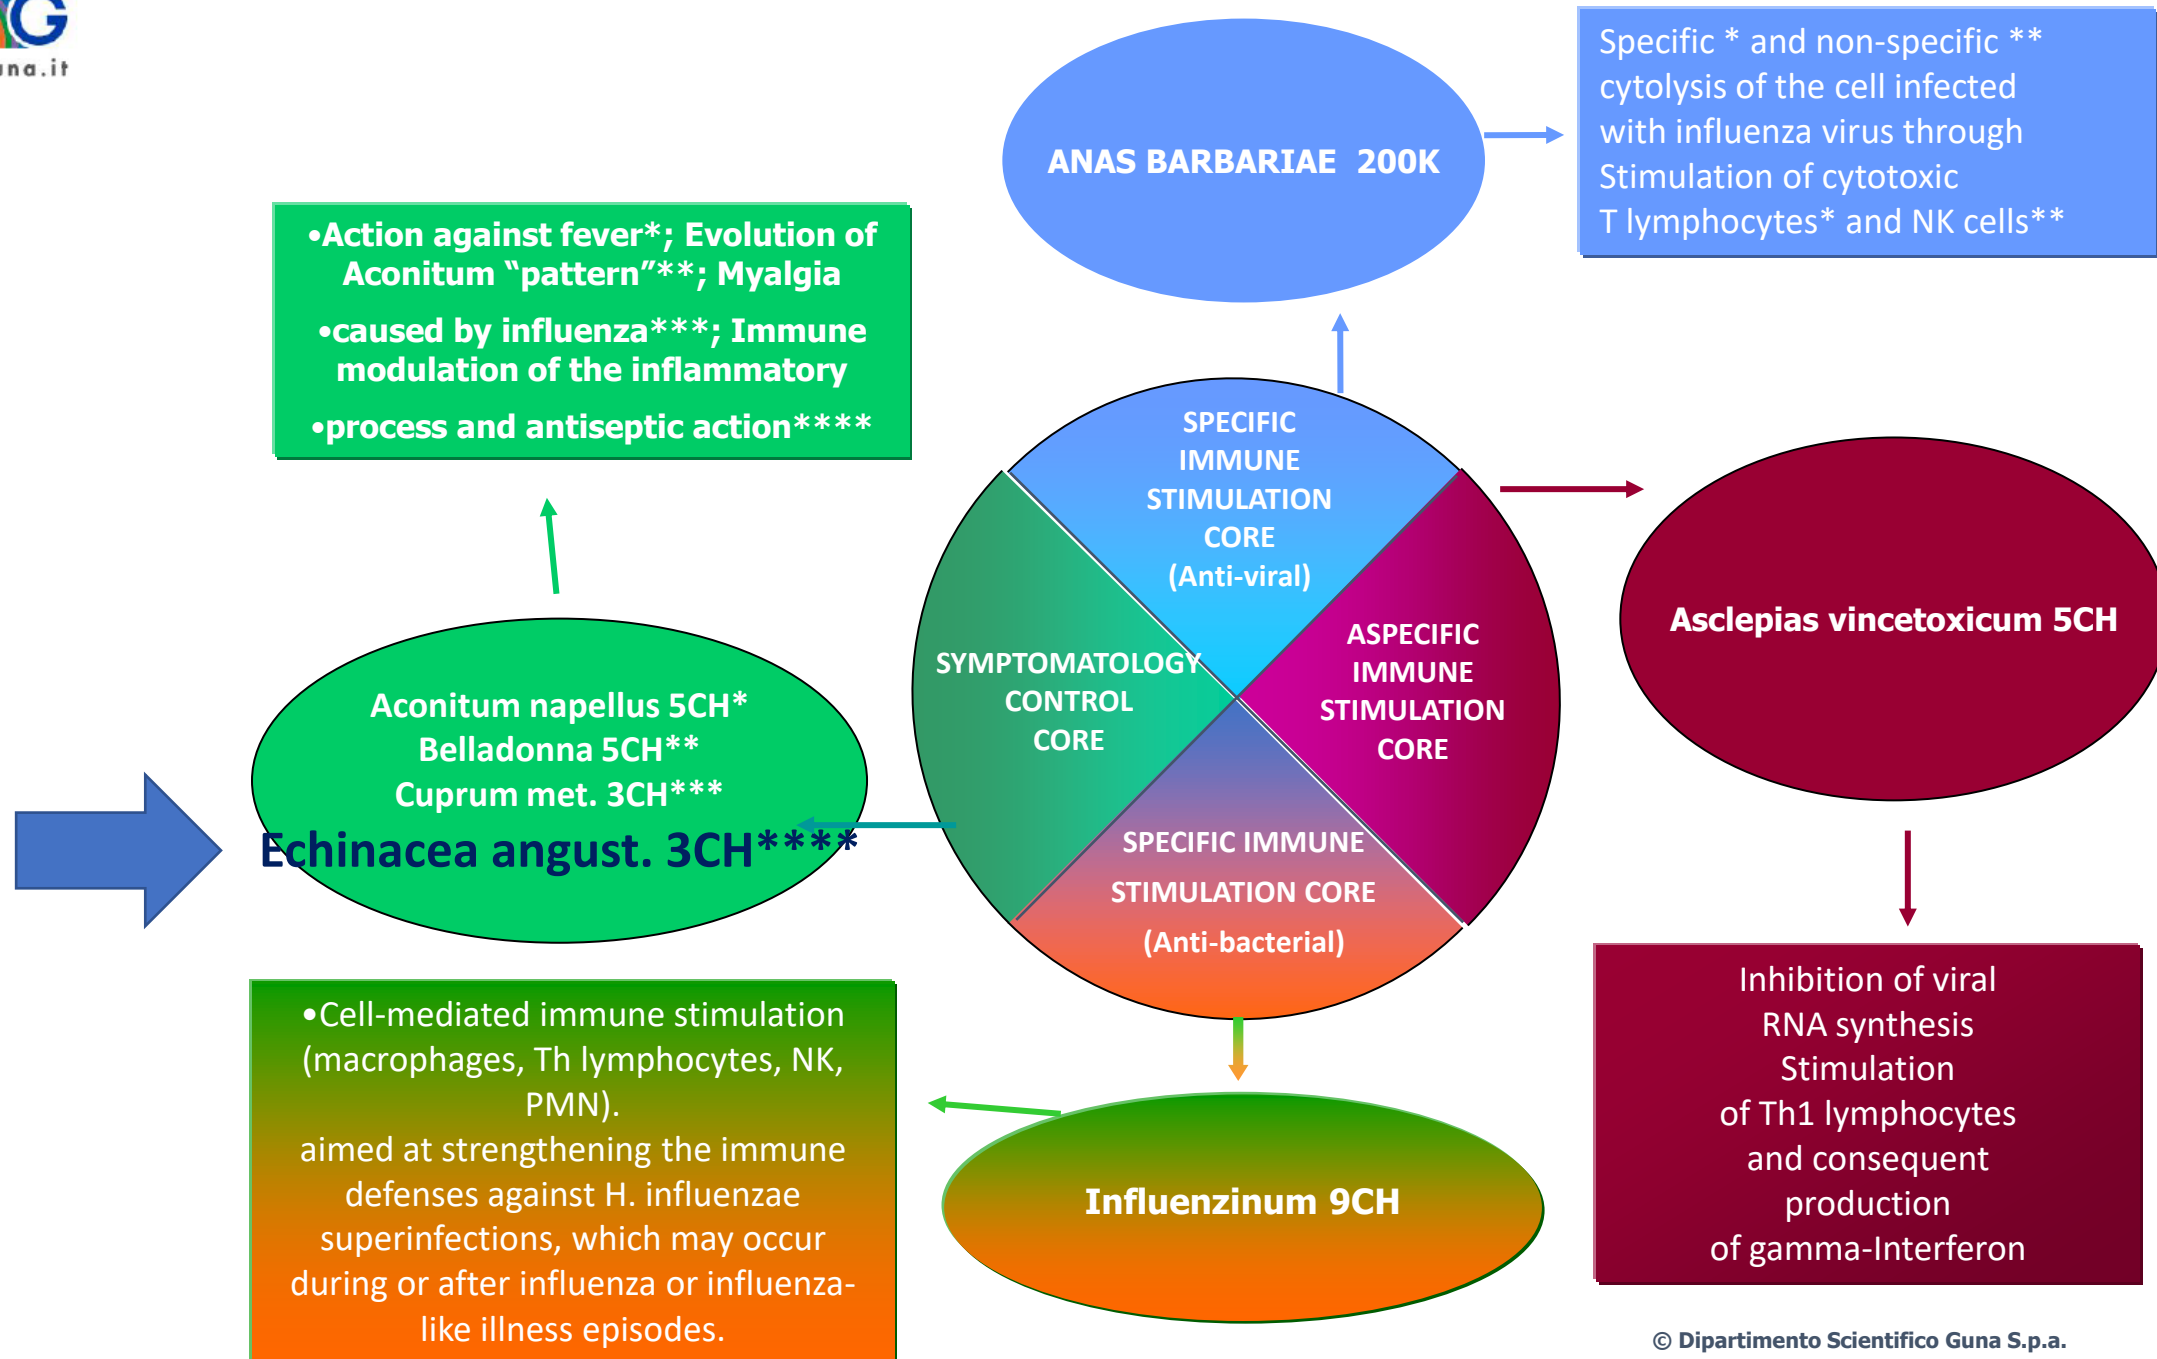 una.it
ANAS BARBARIAE 200K
Specific * and non-specific **
cytolysis of the cell infected
with influenza virus through
Stimulation of cytotoxic
T lymphocytes* and NK cells**
•Action against fever*; Evolution of
Aconitum “pattern”**; Myalgia
•caused by influenza***; Immune
modulation of the inflammatory
•process and antiseptic action****
SPECIFIC
IMMUNE
STIMULATION
CORE
(Anti-viral)
SYMPTOMATOLOGY
CONTROL
CORE
ASPECIFIC
IMMUNE
STIMULATION
CORE
SPECIFIC IMMUNE
STIMULATION CORE
(Anti-bacterial)
Asclepias vincetoxicum 5CH
Aconitum napellus 5CH*
Belladonna 5CH**
Cuprum met. 3CH***
Echinacea angust. 3CH****
•Cell-mediated immune stimulation
(macrophages, Th lymphocytes, NK,
PMN).
aimed at strengthening the immune
defenses against H. influenzae
superinfections, which may occur
during or after influenza or influenza-
like illness episodes.
Influenzinum 9CH
Inhibition of viral
RNA synthesis
Stimulation
of Th1 lymphocytes
and consequent
production
of gamma-Interferon
© Dipartimento Scientifico Guna S.p.a.